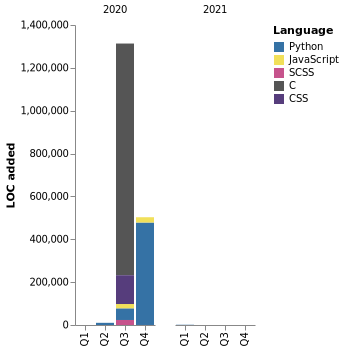 2020 2021
Language
Python
JavaScript
SCSS
C
CSS
LOC added
1,400,000
1,200,000
1,000,000
800,000
600,000
400,000
200,000
0
Q1 Q2 Q3 Q4 Q1 Q2 Q3 Q4